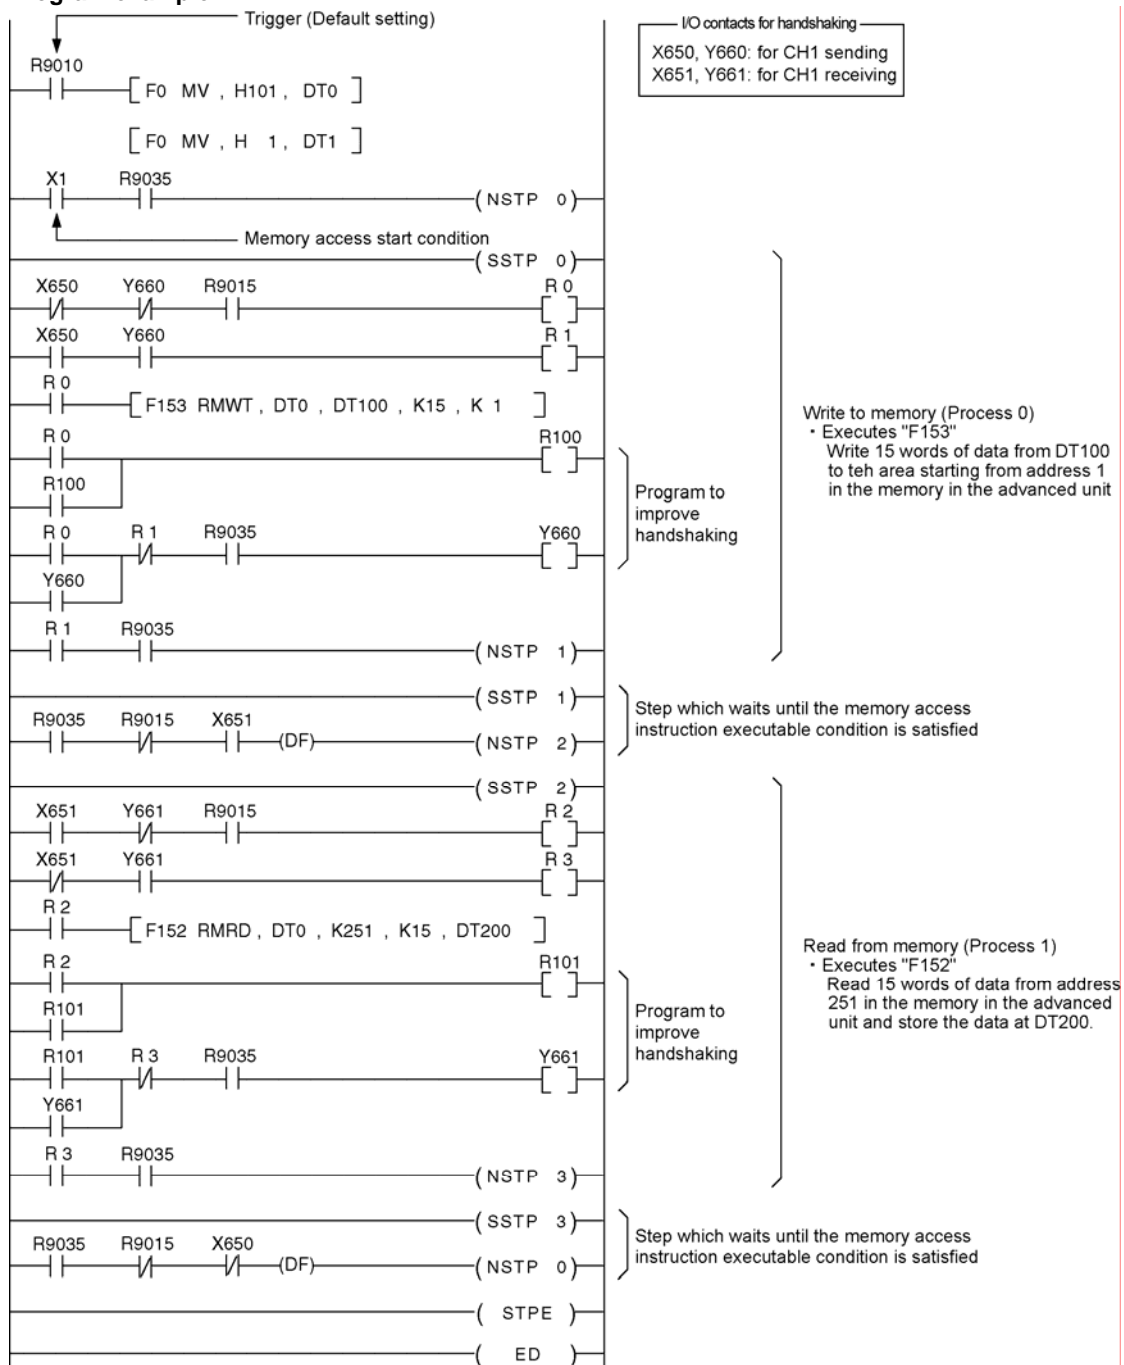 Trigger (Default setting)
I/O contacts for handshaking
X650, Y660: for CH1 sending
X651, Y661: for CH1 receiving
R9010
F0 MV , H101 , DT0
F0 MV , H 1 , DT1
X1 R9035
(NSTP 0)
Memory access start condition
(SSTP 0)
X650 Y660 R9015 R 0
X650 Y660 R 1
R 0
F153 RMWT , DT0 , DT100 , K15 , K 1
R 0 R100
R100
R 0 R 1 R9035 Y660
Y660
Program to
improve
handshaking
R 1 R9035
(NSTP 1)
Write to memory (Process 0)
・Executes "F153"
Write 15 words of data from DT100
to teh area starting from address 1
in the memory in the advanced unit
(SSTP 1)
R9035 R9015 X651
(DF) (NSTP 2)
Step which waits until the memory access
instruction executable condition is satisfied
(SSTP 2)
X651 Y661 R9015 R 2
X651 Y661 R 3
R 2
F152 RMRD , DT0 , K251 , K15 , DT200
R 2 R101
R101
R101 R 3 R9035 Y661
Y661
Program to
improve
handshaking
R 3 R9035
(NSTP 3)
Read from memory (Process 1)
・Executes "F152"
Read 15 words of data from address
251 in the memory in the advanced
unit and store the data at DT200.
(SSTP 3)
R9035 R9015 X650
(DF) (NSTP 0)
Step which waits until the memory access
instruction executable condition is satisfied
( STPE )
( ED )